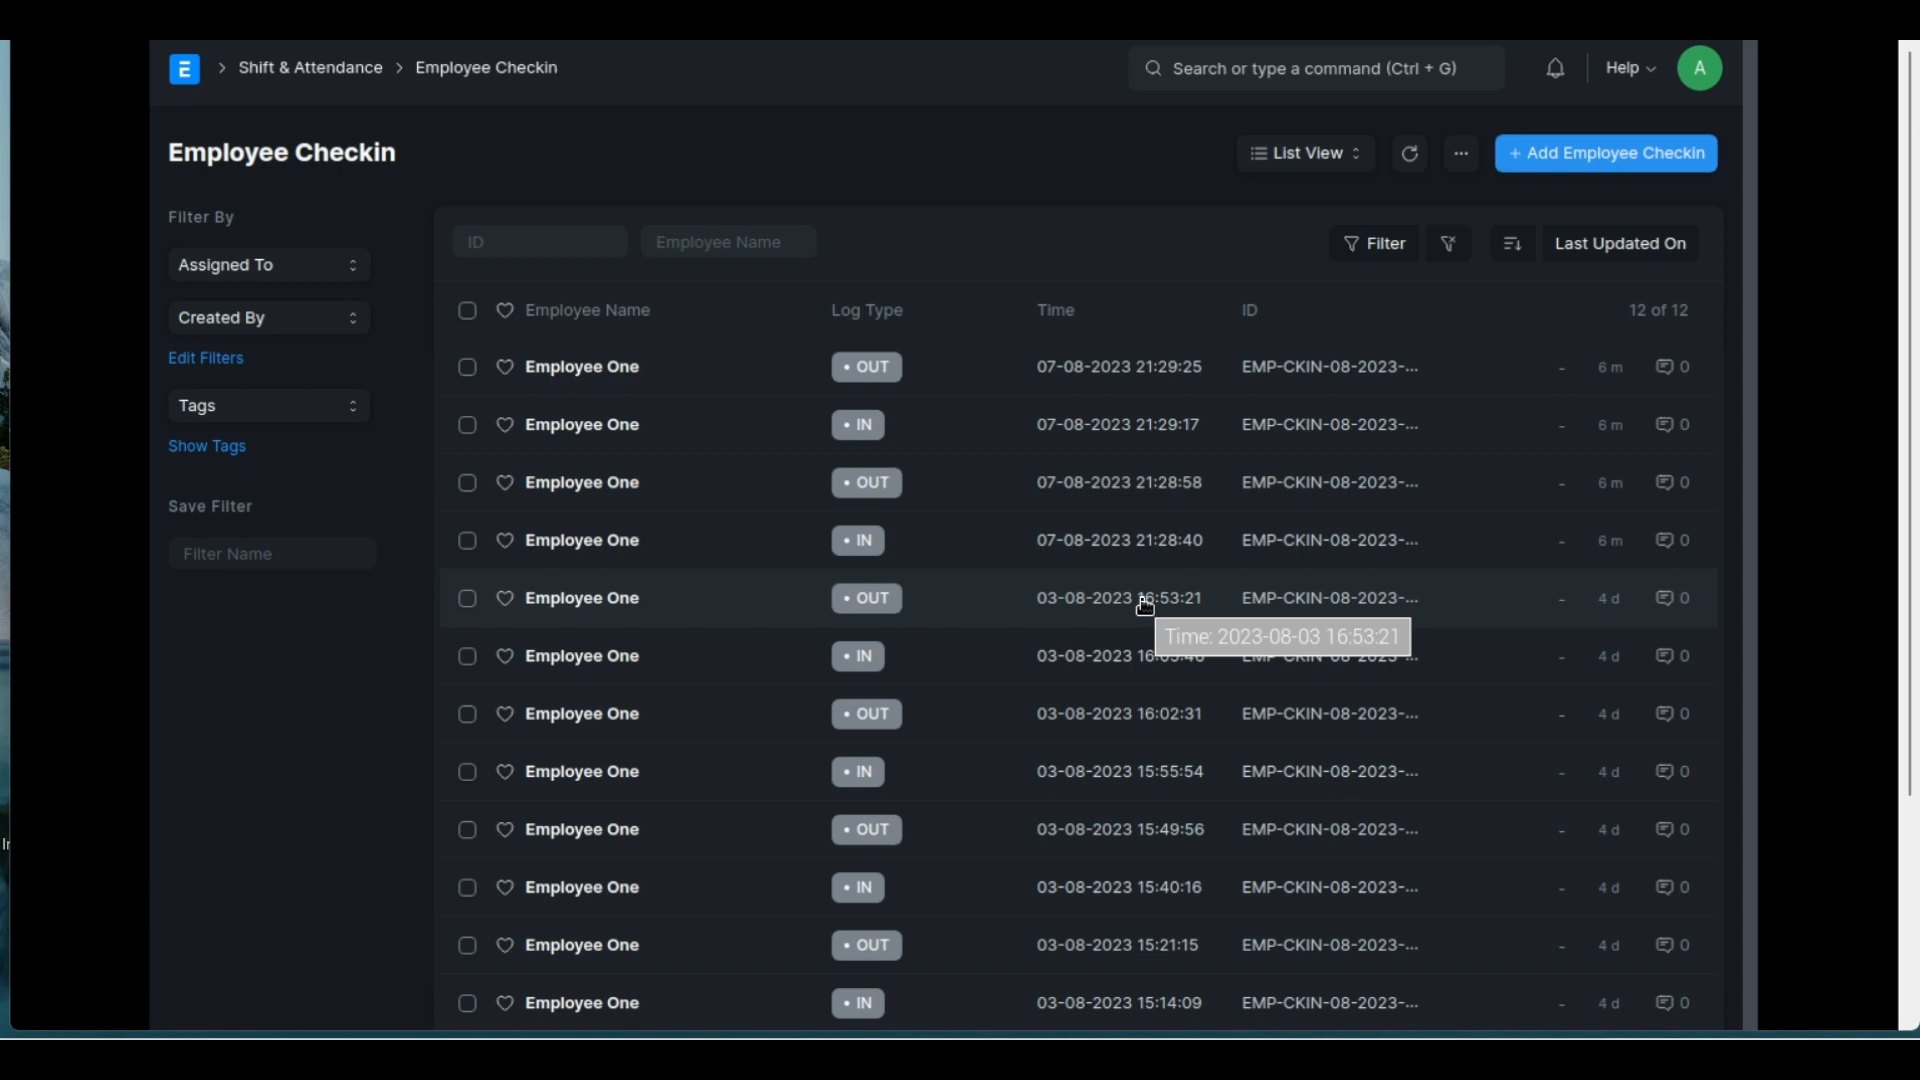 E > Shift & Attendance > Employee Checkin Search or type a command (Ctrl + G) Help A
Employee Checkin List View ... + Add Employee Checkin
Filter By
ID Employee Name Filter Last Updated On
Assigned To
Created By
Edit Filters
Tags
Show Tags
Save Filter
Filter Name
Employee Name Log Type Time ID 12 of 12
Employee One • OUT 07-08-2023 21:29:25 EMP-CKIN-08-2023-... - 6 m 0
Employee One • IN 07-08-2023 21:29:17 EMP-CKIN-08-2023-... - 6 m 0
Employee One • OUT 07-08-2023 21:28:58 EMP-CKIN-08-2023-... - 6 m 0
Employee One • IN 07-08-2023 21:28:40 EMP-CKIN-08-2023-... - 6 m 0
Employee One • OUT 03-08-2023 16:53:21 EMP-CKIN-08-2023-... - 4 d 0
Time: 2023-08-03 16:53:21
Employee One • IN 03-08-2023 EMP-CKIN-08-2023-... - 4 d 0
Employee One • OUT 03-08-2023 16:02:31 EMP-CKIN-08-2023-... - 4 d 0
Employee One • IN 03-08-2023 15:55:54 EMP-CKIN-08-2023-... - 4 d 0
Employee One • OUT 03-08-2023 15:49:56 EMP-CKIN-08-2023-... - 4 d 0
Employee One • IN 03-08-2023 15:40:16 EMP-CKIN-08-2023-... - 4 d 0
Employee One • OUT 03-08-2023 15:21:15 EMP-CKIN-08-2023-... - 4 d 0
Employee One • IN 03-08-2023 15:14:09 EMP-CKIN-08-2023-... - 4 d 0